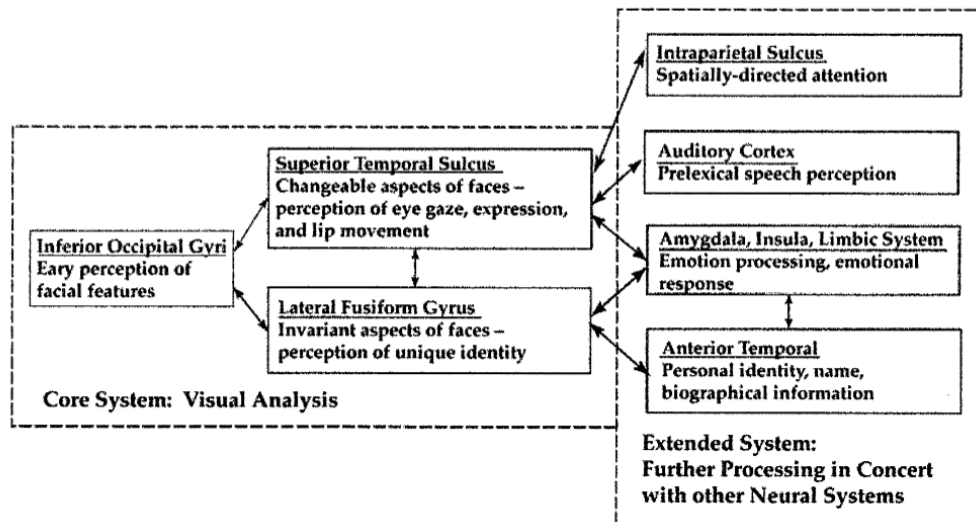 Intraparietal Sulcus
Spatially-directed attention
Superior Temporal Sulcus
Changeable aspects of faces –
perception of eye gaze, expression,
and lip movement
Auditory Cortex
Prelexical speech perception
Inferior Occipital Gyri
Eary perception of
facial features
Amygdala, Insula, Limbic System
Emotion processing, emotional
response
Lateral Fusiform Gyrus
Invariant aspects of faces –
perception of unique identity
Anterior Temporal
Personal identity, name,
biographical information
Core System: Visual Analysis
Extended System:
Further Processing in Concert
with other Neural Systems